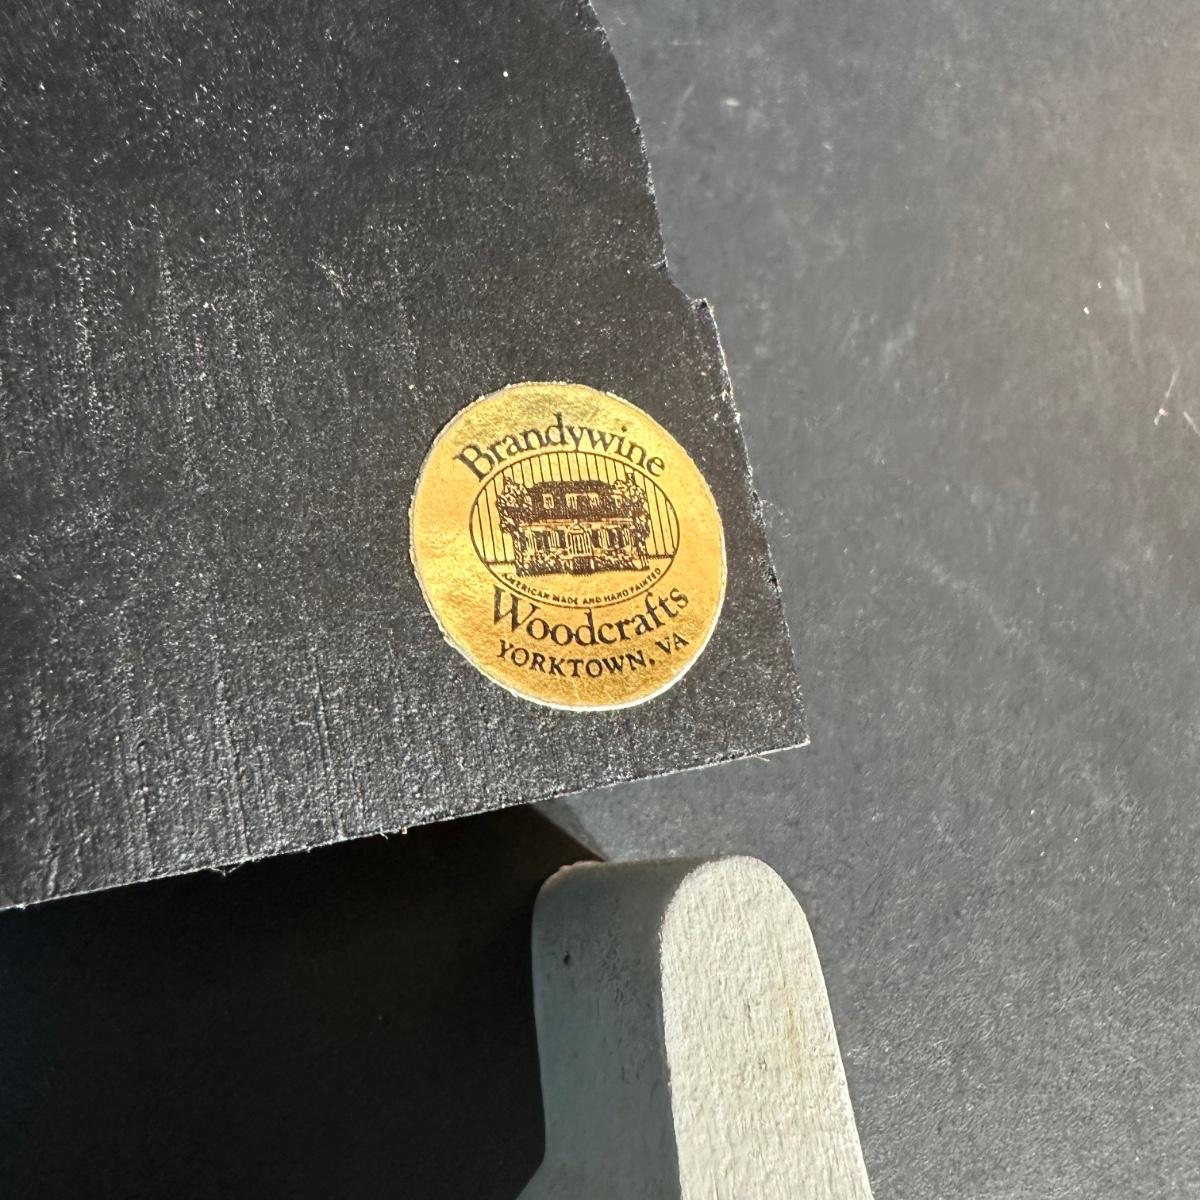 Brandywine
AMERICAN MADE AND HAND PAINTED
Woodcrafts
YORKTOWN, VA